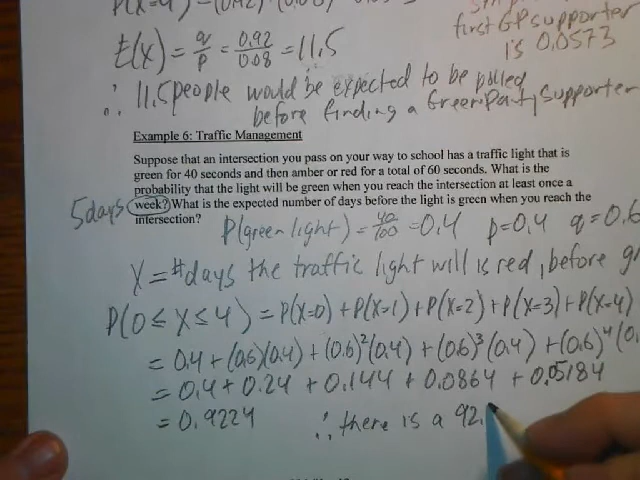 P(X=4) = (0.92)
simp
first GP supporter
is 0.0573
E(X) = q/p = 0.92/0.08 = 11.5
∴ 11.5 people would be expected to be polled
before finding a Green Party supporter
Example 6: Traffic Management
Suppose that an intersection you pass on your way to school has a traffic light that is
green for 40 seconds and then amber or red for a total of 60 seconds. What is the
probability that the light will be green when you reach the intersection at least once a
5 days week? What is the expected number of days before the light is green when you reach the
intersection?
P(green light) = 40/100 = 0.4 p=0.4 q=0.6
X = # days the traffic light will is red, before gr
P(0 ≤ X ≤ 4) = P(X=0) + P(X=1) + P(X=2) + P(X=3) + P(X=4)
= 0.4 + (0.6)(0.4) + (0.6)²(0.4) + (0.6)³(0.4) + (0.6)⁴(0.
= 0.4 + 0.24 + 0.144 + 0.0864 + 0.05184
= 0.9224 ∴ there is a 92.